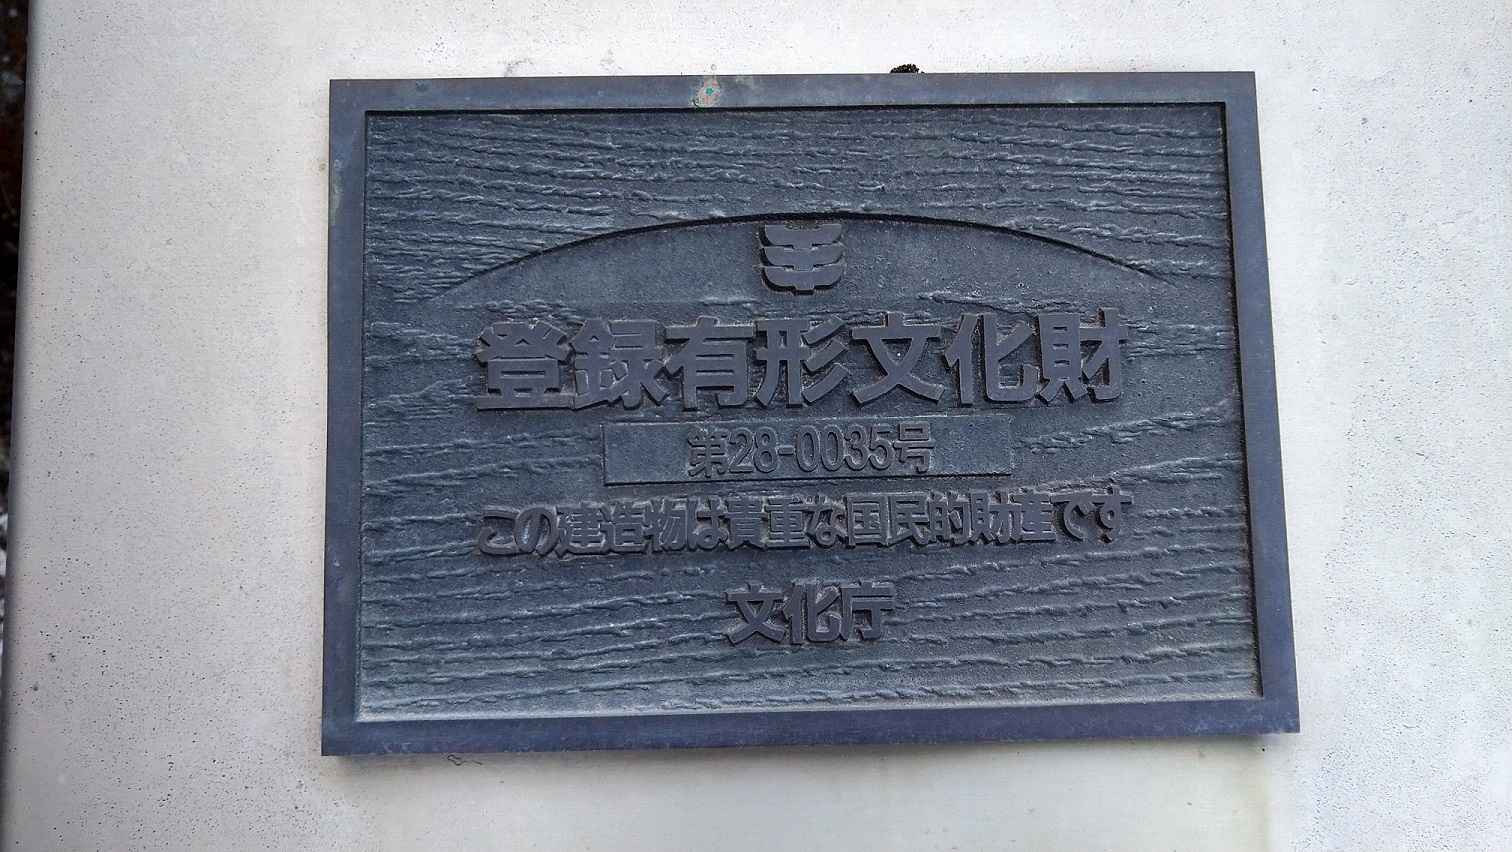 登録有形文化財
第28-0035号
この建造物は貴重な国民的財産です
文化庁